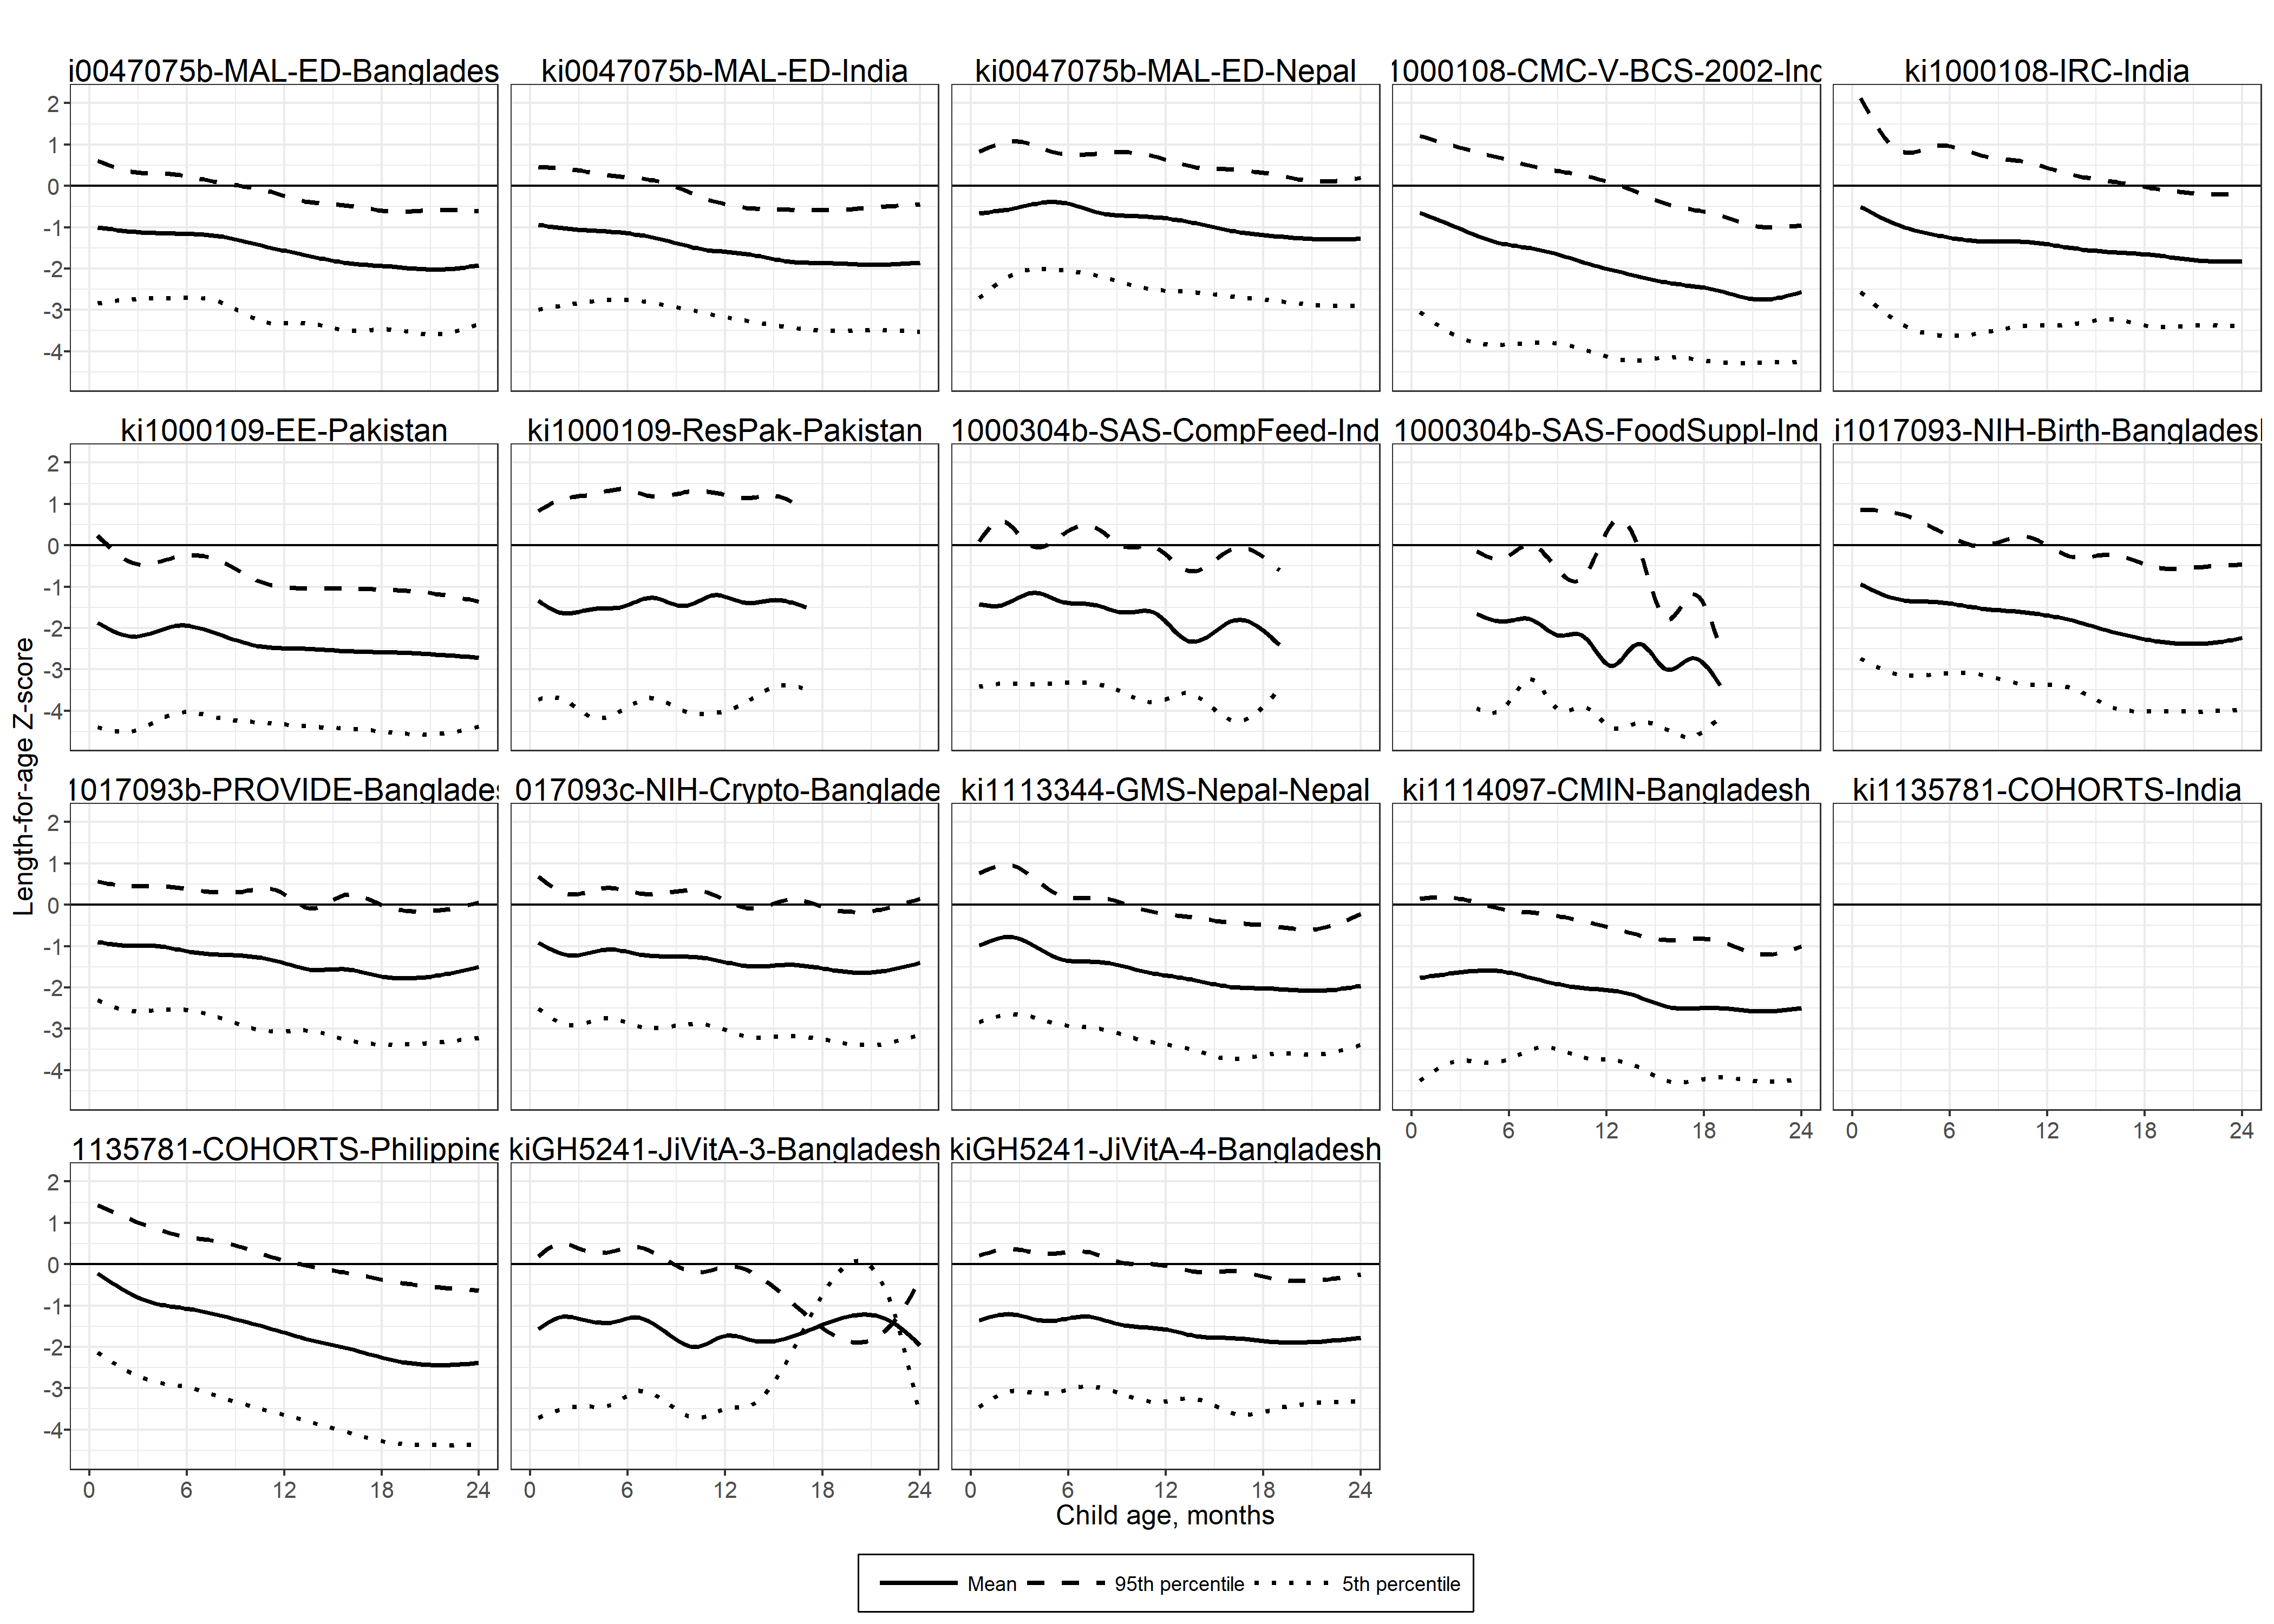 i0047075b-MAL-ED-Banglades
ki0047075b-MAL-ED-India
ki0047075b-MAL-ED-Nepal
1000108-CMC-V-BCS-2002-Ind
ki1000108-IRC-India
2
1
0
-1
-2
-3
-4
ki1000109-EE-Pakistan
ki1000109-ResPak-Pakistan
1000304b-SAS-CompFeed-Ind
1000304b-SAS-FoodSuppl-Ind
i1017093-NIH-Birth-Bangladesh
2
1
0
-1
-2
-3
-4
Length-for-age Z-score
1017093b-PROVIDE-Banglades
017093c-NIH-Crypto-Banglade
ki1113344-GMS-Nepal-Nepal
ki1114097-CMIN-Bangladesh
ki1135781-COHORTS-India
2
1
0
-1
-2
-3
-4
0 6 12 18 24
0 6 12 18 24
1135781-COHORTS-Philippine
kiGH5241-JiVitA-3-Bangladesh
kiGH5241-JiVitA-4-Bangladesh
2
1
0
-1
-2
-3
-4
0 6 12 18 24
0 6 12 18 24
0 6 12 18 24
Child age, months
Mean
95th percentile
5th percentile